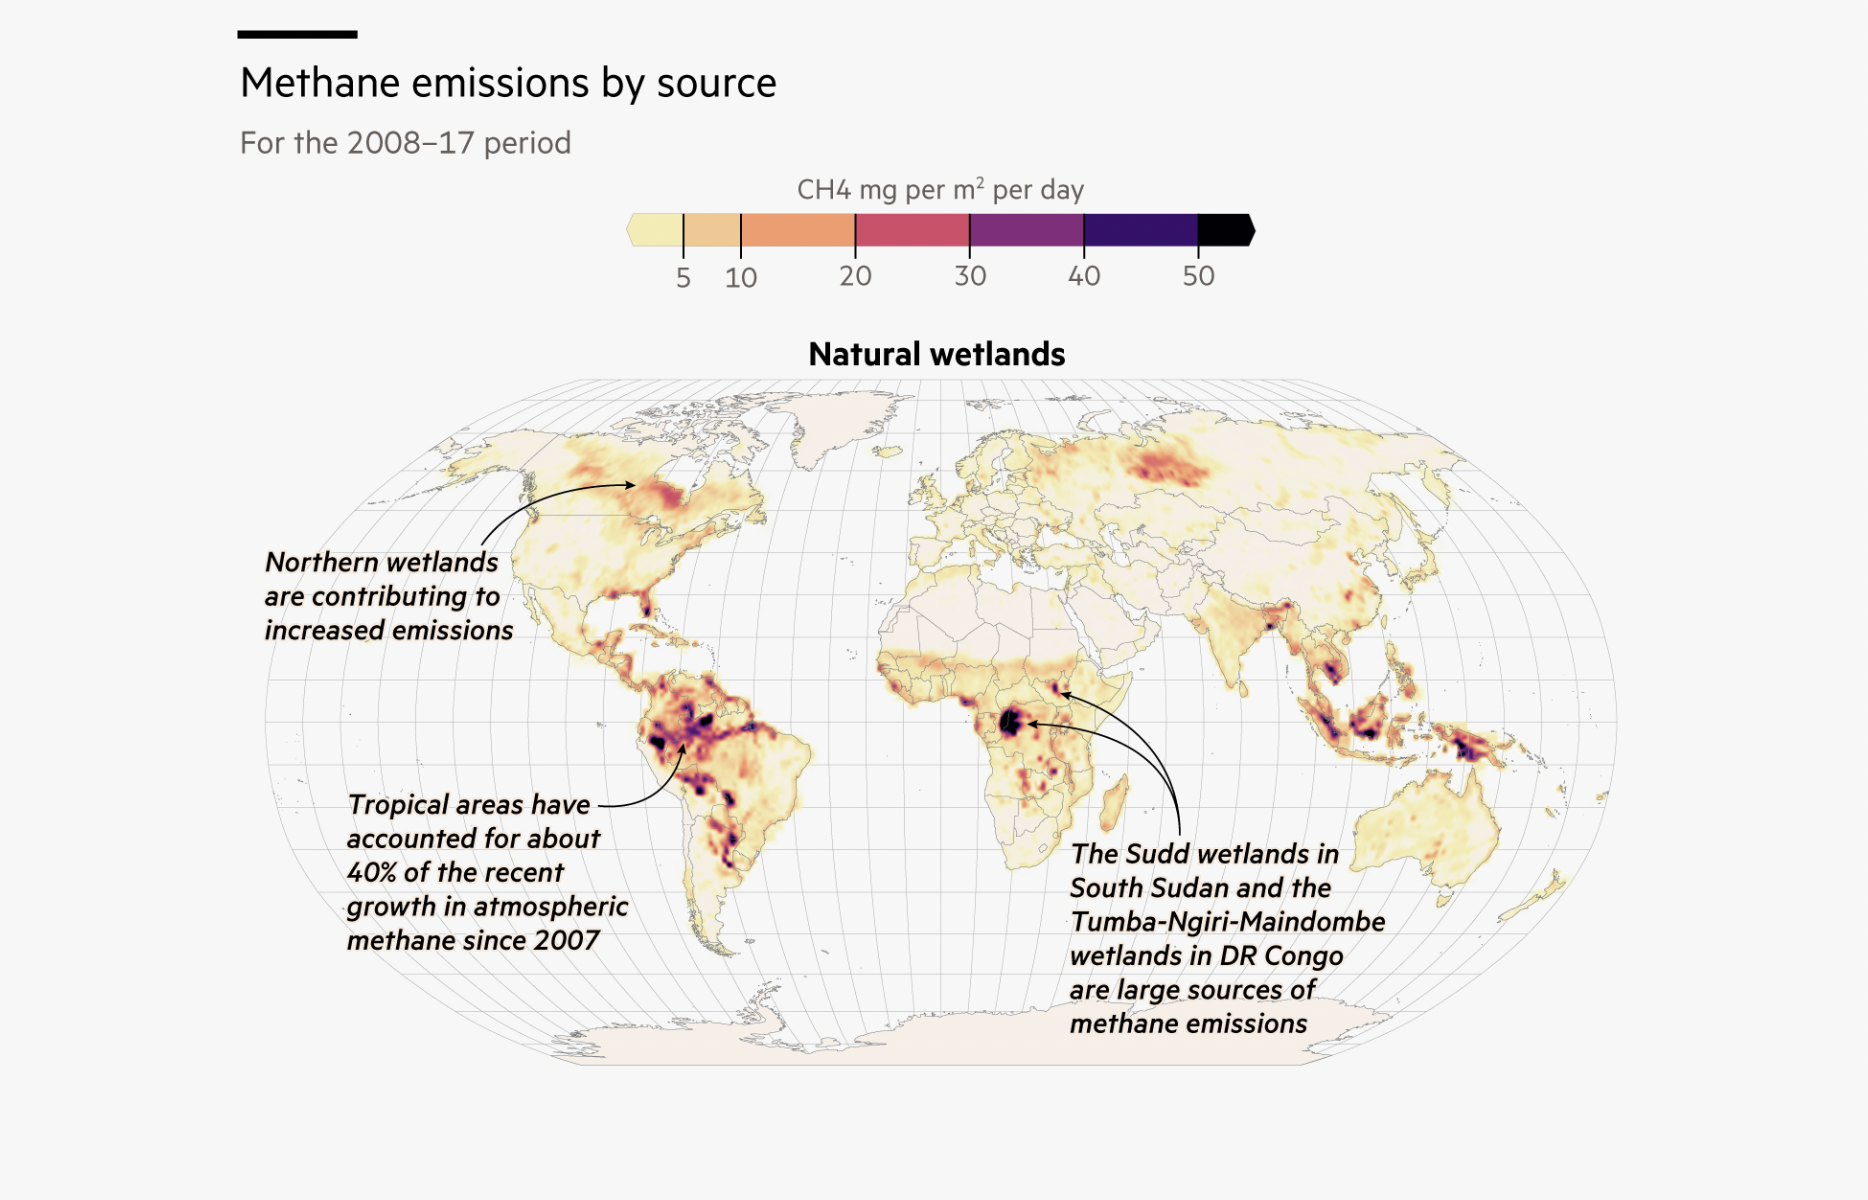 Methane emissions by source
For the 2008–17 period
CH4 mg per m² per day
5 10 20 30 40 50
Natural wetlands
Northern wetlands
are contributing to
increased emissions
Tropical areas have
accounted for about
40% of the recent
growth in atmospheric
methane since 2007
The Sudd wetlands in
South Sudan and the
Tumba-Ngiri-Maindombe
wetlands in DR Congo
are large sources of
methane emissions